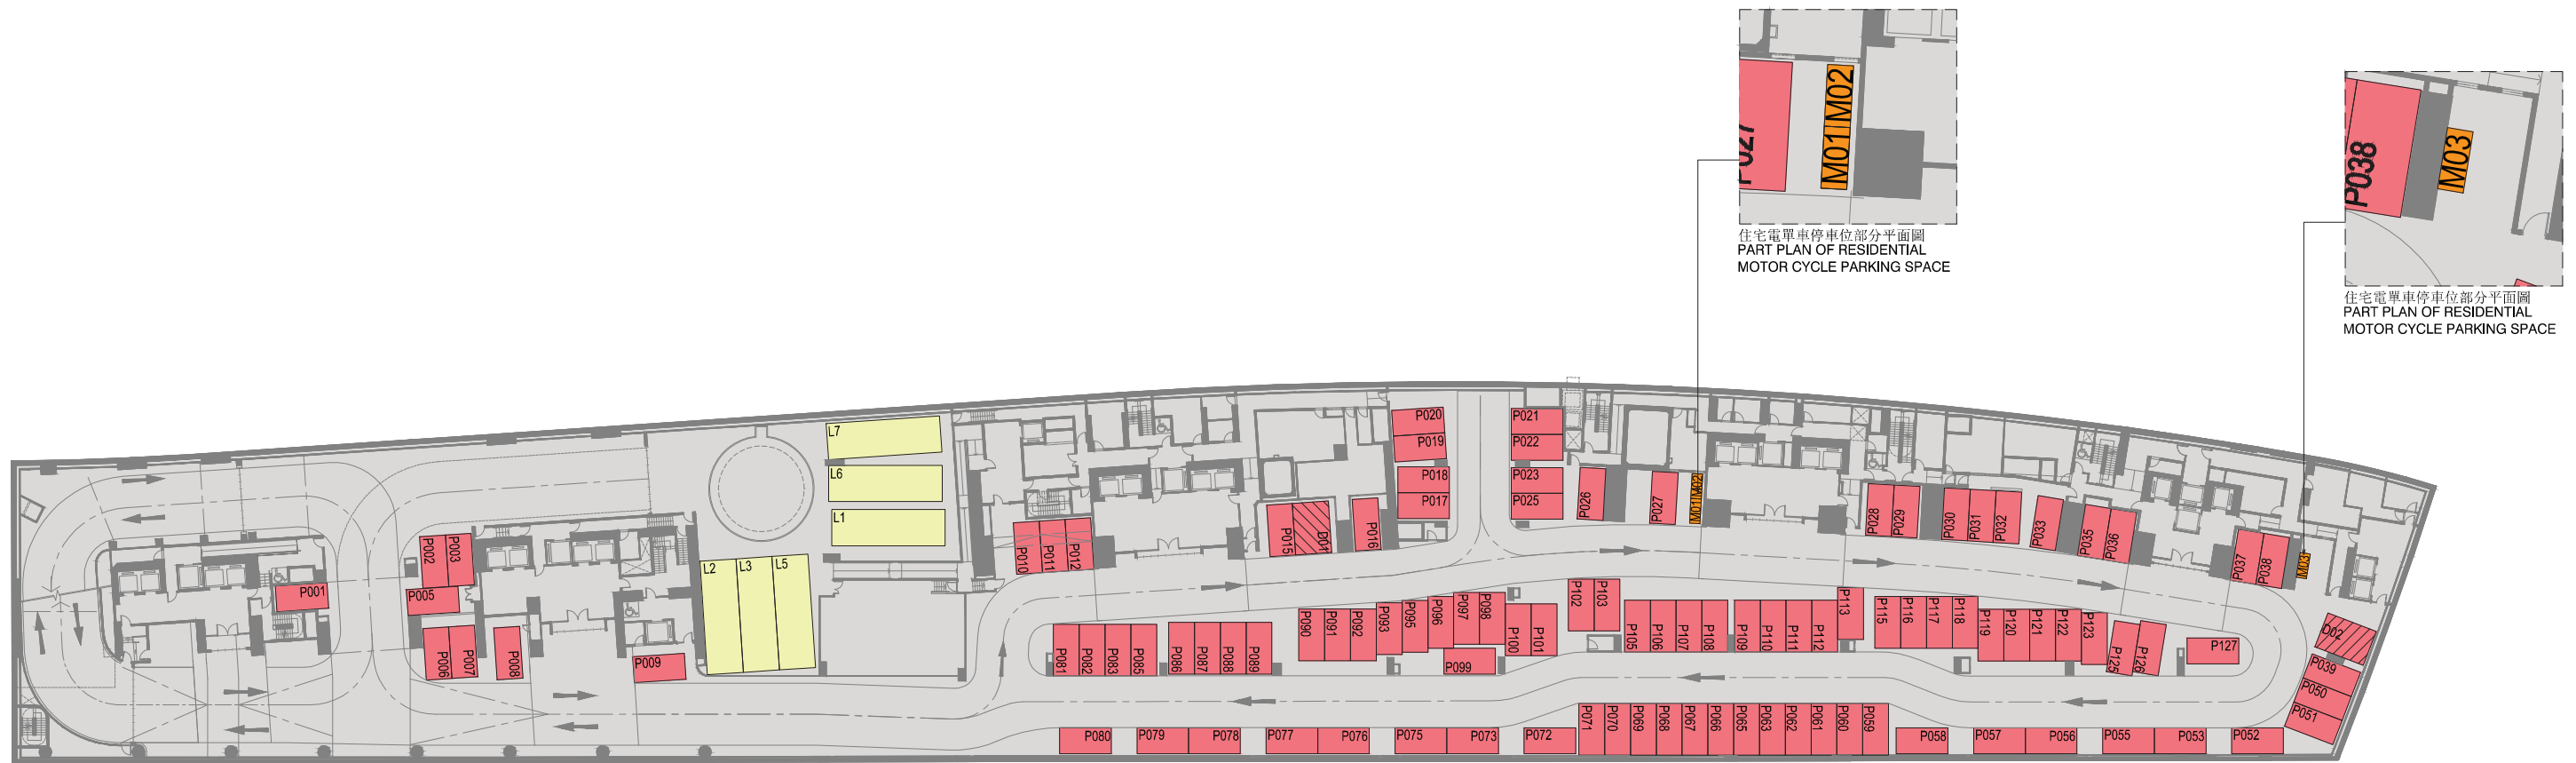 P027
M01
M02
住宅電單車停車位部分平面圖
PART PLAN OF RESIDENTIAL
MOTOR CYCLE PARKING SPACE
P038
M03
住宅電單車停車位部分平面圖
PART PLAN OF RESIDENTIAL
MOTOR CYCLE PARKING SPACE
L7
L6
L1
L2
L3
L5
P001
P002
P003
P005
P006
P007
P008
P009
P010
P011
P012
P015
D01
P016
P020
P019
P018
P017
P021
P022
P023
P025
P026
P027
M01
M02
P028
P029
P030
P031
P032
P033
P035
P036
P037
P038
M03
D02
P039
P050
P051
P081
P082
P083
P085
P086
P087
P088
P089
P090
P091
P092
P093
P095
P096
P097
P098
P099
P100
P101
P102
P103
P105
P106
P107
P108
P109
P110
P111
P112
P113
P115
P116
P117
P118
P119
P120
P121
P122
P123
P125
P126
P127
P080
P079
P078
P077
P076
P075
P073
P072
P071
P070
P069
P068
P067
P066
P065
P063
P062
P061
P060
P059
P058
P057
P056
P055
P053
P052